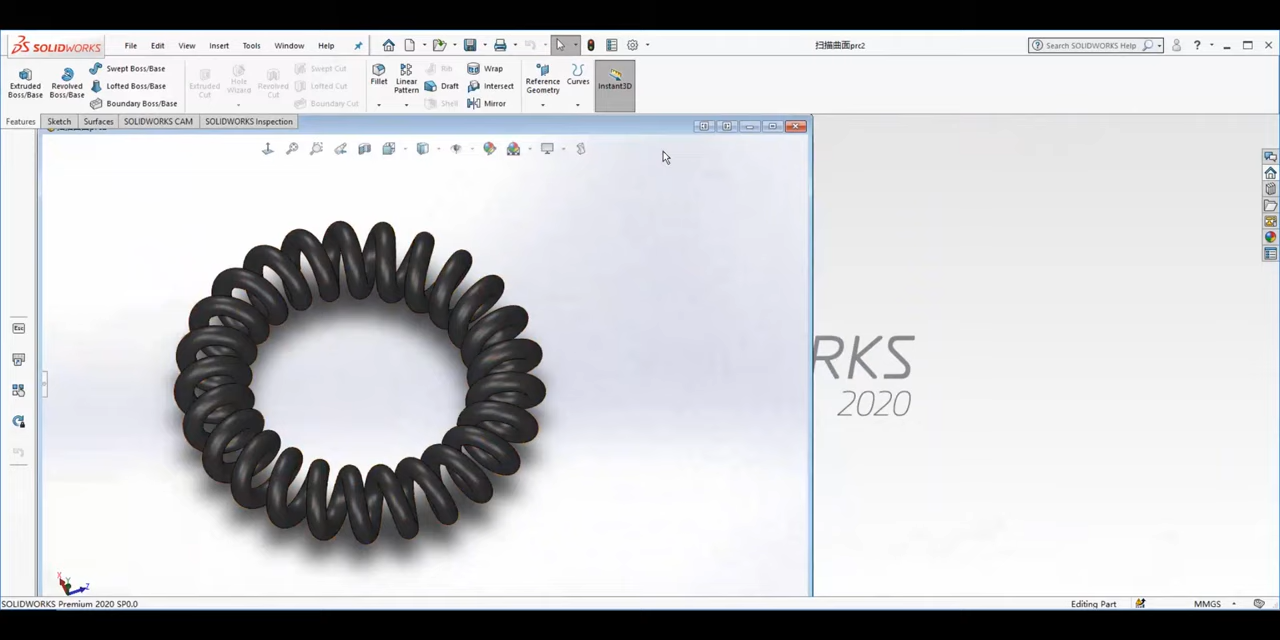 SOLIDWORKS File Edit View Insert Tools Window Help 扫描曲面prc2 Search SOLIDWORKS Help
Extruded Boss/Base
Revolved Boss/Base
Swept Boss/Base
Lofted Boss/Base
Boundary Boss/Base
Extruded Cut
Hole Wizard
Revolved Cut
Swept Cut
Lofted Cut
Boundary Cut
Fillet
Linear Pattern
Rib
Draft
Shell
Wrap
Intersect
Mirror
Reference Geometry
Curves
Instant3D
Features Sketch Surfaces SOLIDWORKS CAM SOLIDWORKS Inspection
Esc
RKS
2020
X Y Z
SOLIDWORKS Premium 2020 SP0.0 Editing Part MMGS